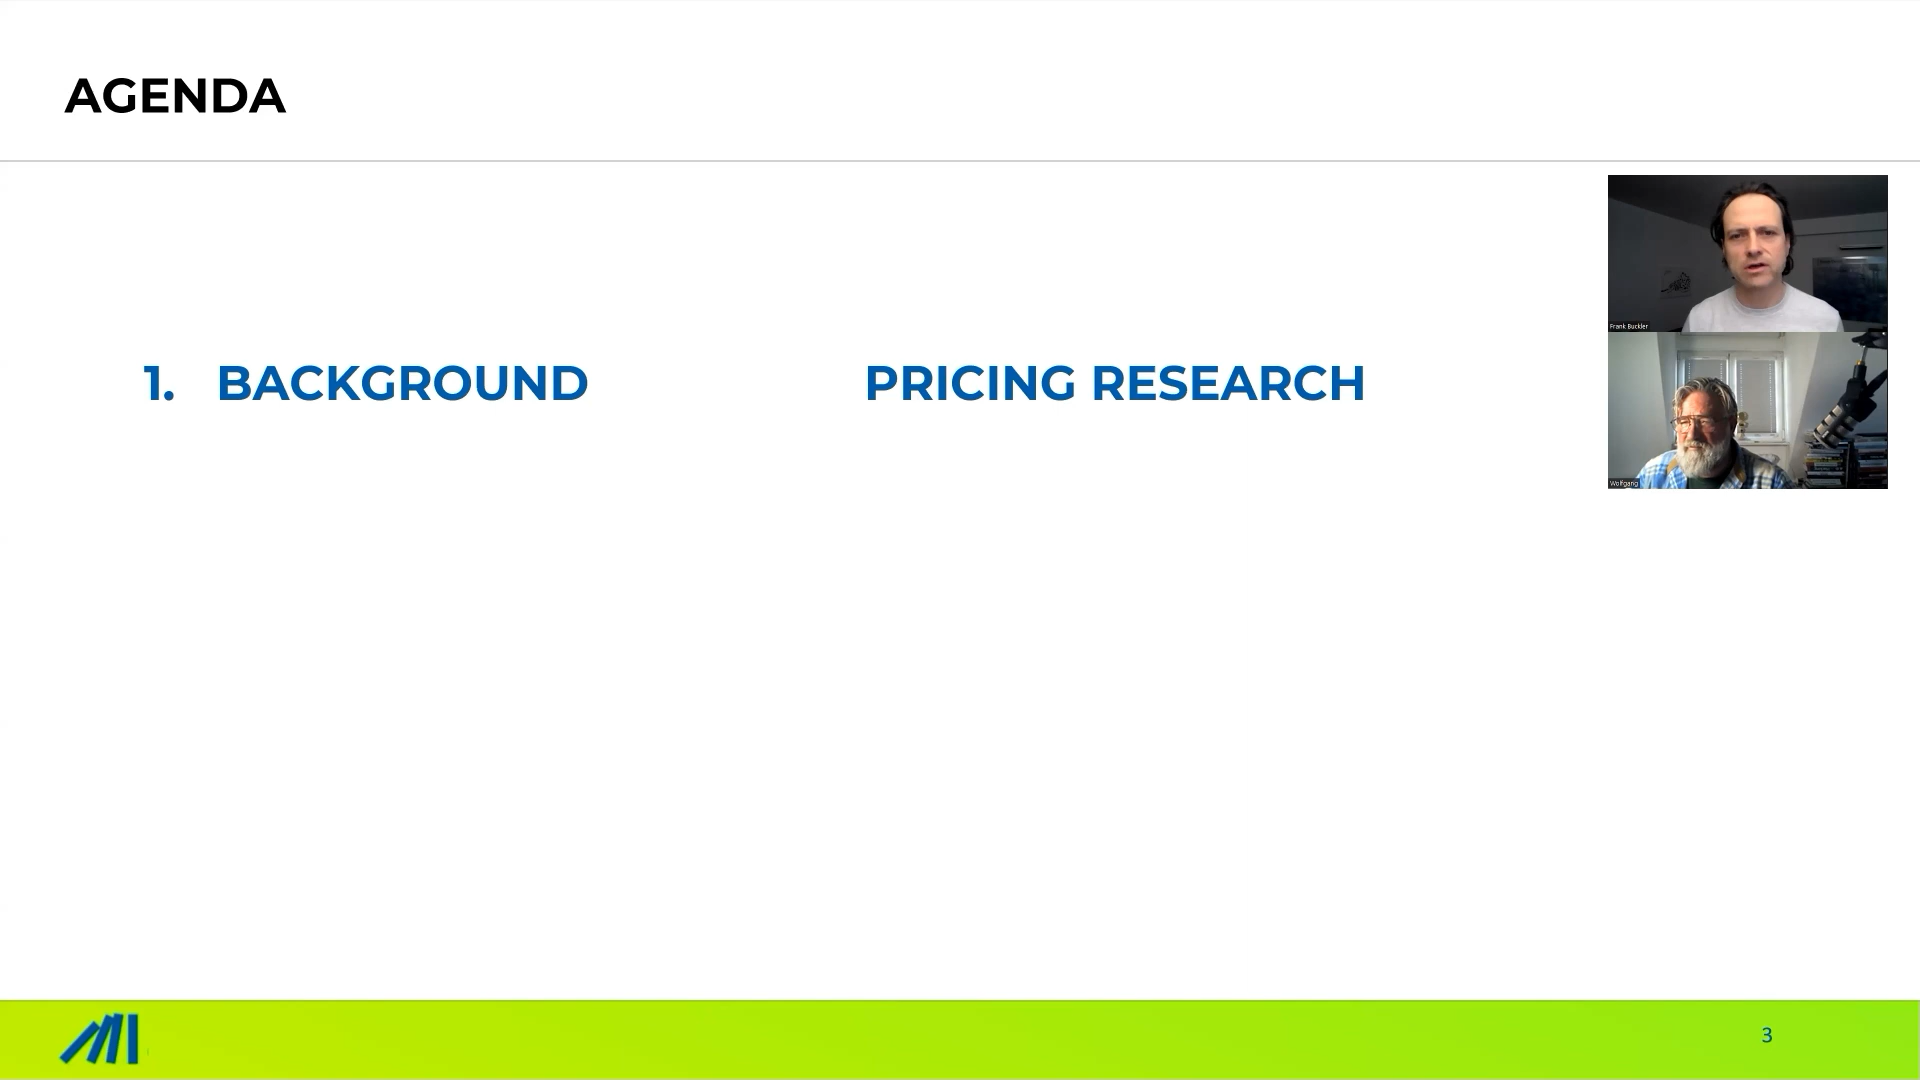 AGENDA
1. BACKGROUND PRICING RESEARCH
Frank Buckler
Wolfgang
3